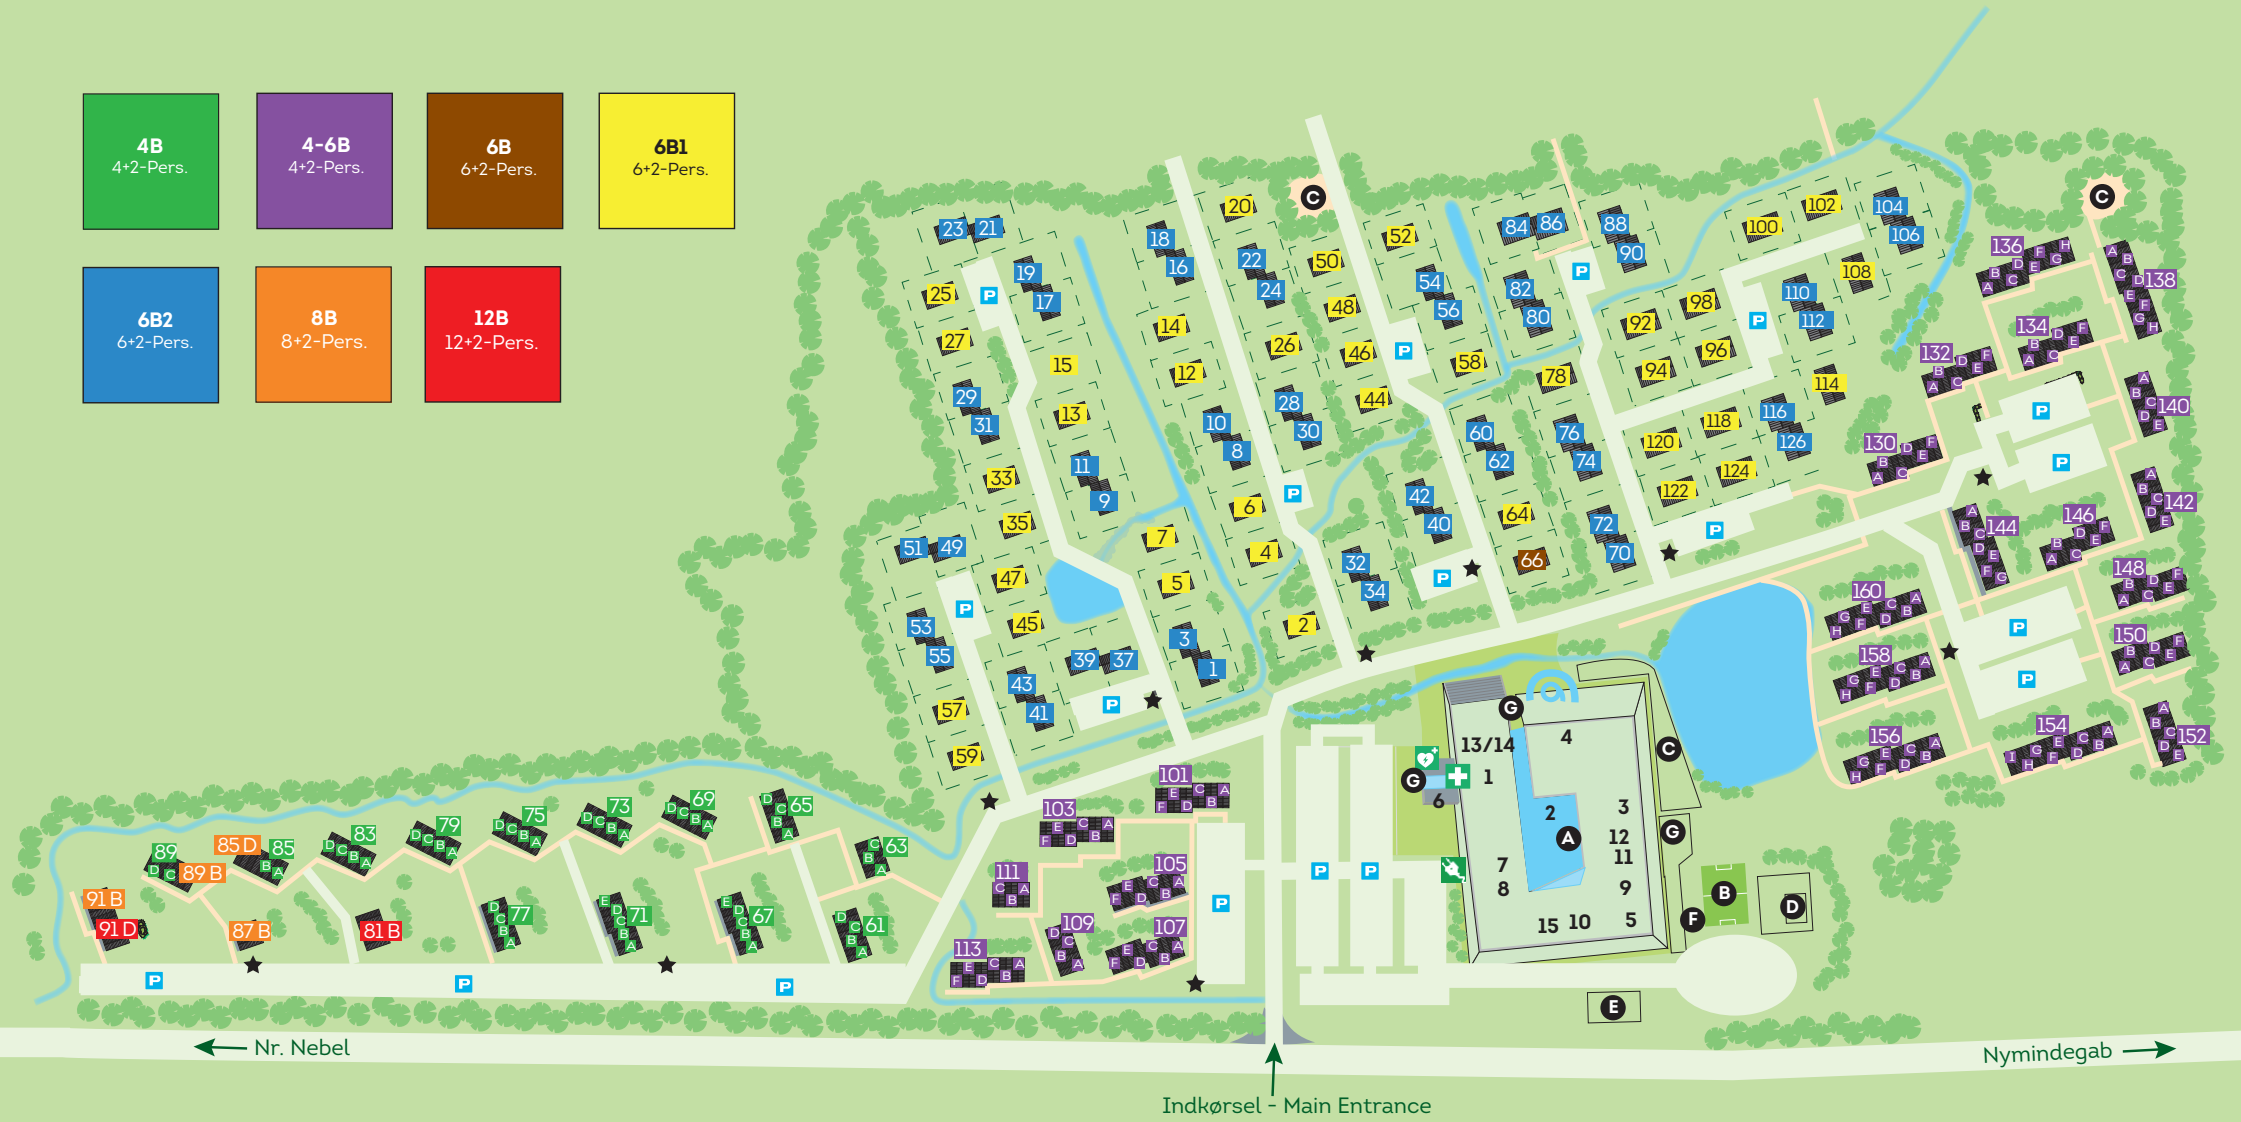 4B
4+2-Pers.
4-6B
4+2-Pers.
6B
6+2-Pers.
6B1
6+2-Pers.
6B2
6+2-Pers.
8B
8+2-Pers.
12B
12+2-Pers.
20
C
C
102
104
23 21
18
52
84 86
88
100
106
136
A B C D E F G H
16
22
50
90
19
17
25
P
24
54
82
P
108
110
138
A B C D E F G H
48
56
80
98
92
P
112
14
134
A B C D E F
27
26
46
P
58
96
132
A B C D E F
15
12
78
94
114
29
28
44
140
A B C D E
P
13
31
10
30
60
76
118
116
8
62
74
120
126
130
A B C D E F
P
11
33
124
9
P
42
122
142
A B C D E
6
64
35
40
72
P
144
A B C D E F G
146
A B C D E F
7
51 49
4
32
66
70
148
A B C D E F
47
5
P
34
160
A B C D E F G H
P
53
45
2
P
150
A B C D E F
55
3
39 37
1
158
A B C D E F G H
43
P
57
41
P
G
156
A B C D E F G H
154
A B C D E F G H I
152
A B C D E
13/14
4
C
59
1
G
6
101
A B C D E F
2
3
69
A B C D
65
A B C D
103
A B C D E F
73
A B C D
75
A B C D
79
A B C D
83
A B C D
A
12
G
85 D
85
A B
89
D C
89 B
63
A B C
11
7
105
A B C D E F
P P
111
A B C
8
9
B
91 B
P
D
91 D
87 B
81 B
77
A B C D
71
A B C D E
67
A B C D E
61
A B C D
109
A B C D
107
A B C D E F
15 10
5
F
113
A B C D E F
P
P
P
E
Nr. Nebel
Nymindegab
Indkørsel - Main Entrance